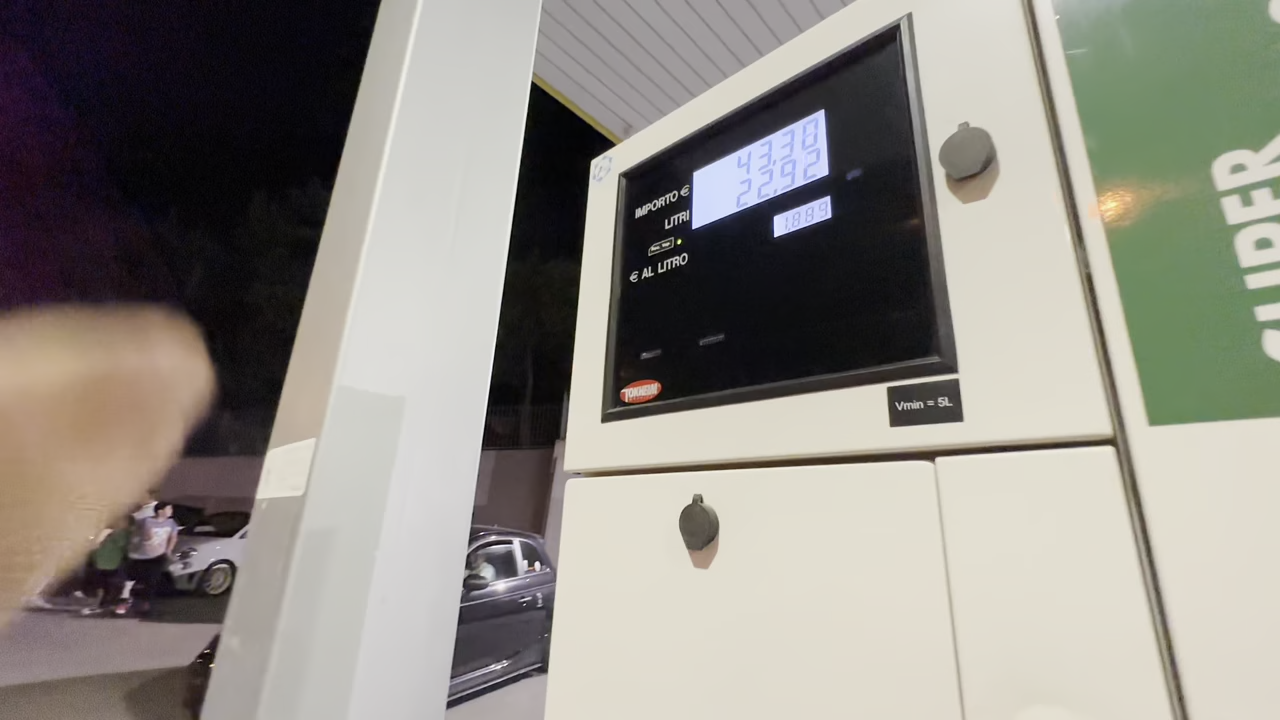 43,30
22,92
IMPORTO €
LITRI
1,889
€ AL LITRO
TOKHEIM
Vmin = 5L
SUPER